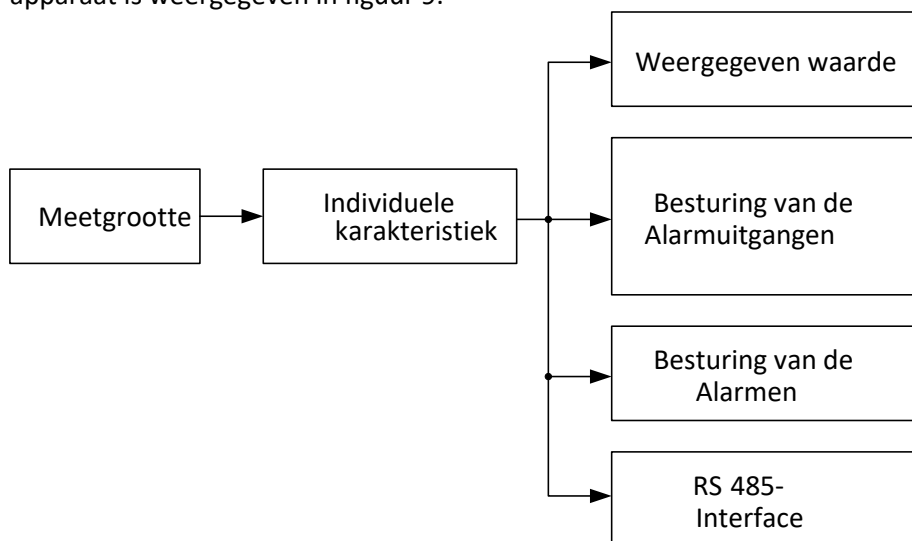 apparaat is weergegeven in figuur 9.
Weergegeven waarde
Meetgrootte
Individuele
karakteristiek
Besturing van de
Alarmuitgangen
Besturing van de
Alarmen
RS 485-
Interface